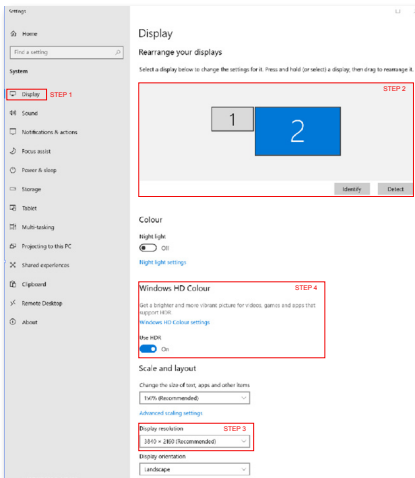 Settings
Home
Find a setting
System
Display
STEP 1
Sound
Notifications & actions
Focus assist
Power & sleep
Storage
Tablet
Multi-tasking
Projecting to this PC
Shared experiences
Clipboard
Remote Desktop
About
Display
Rearrange your displays
Select a display below to change the settings for it. Press and hold (or select) a display, then drag to rearrange it.
STEP 2
1
2
Identify
Detect
Colour
Night light
Off
Night light settings
Windows HD Colour
STEP 4
Get a brighter and more vibrant picture for videos, games and apps that
support HDR.
Windows HD Colour settings
Use HDR
On
Scale and layout
Change the size of text, apps and other items
(Recommended)
Advanced scaling settings
Display resolution
STEP 3
3840 × 2160 (Recommended)
Display orientation
Landscape